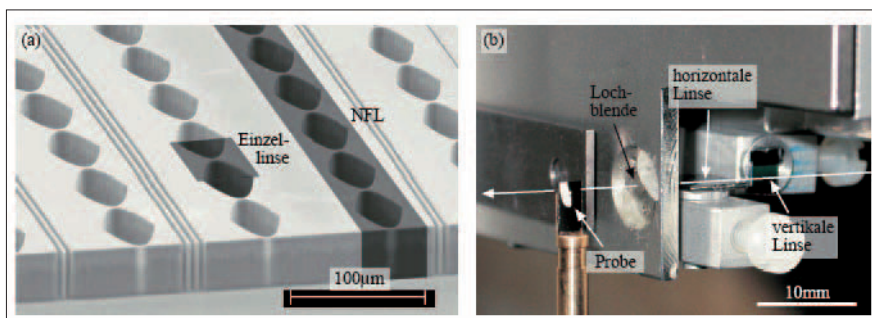 (a)
NFL
Einzel-
linse
100μm
(b)
horizontale
Linse
Loch-
blende
vertikale
Linse
Probe
10mm